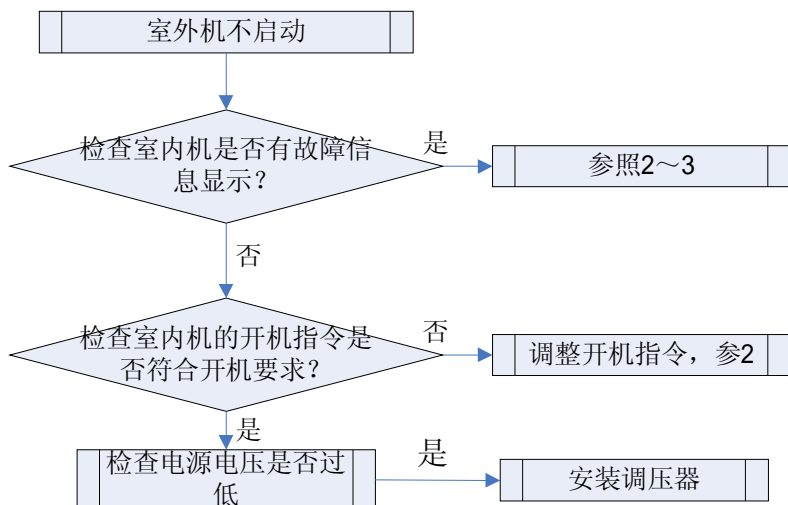 室外机不启动
检查室内机是否有故障信
息显示？
是
参照2～3
否
检查室内机的开机指令是
否符合开机要求？
否
调整开机指令，参2
是
检查电源电压是否过
低
是
安装调压器